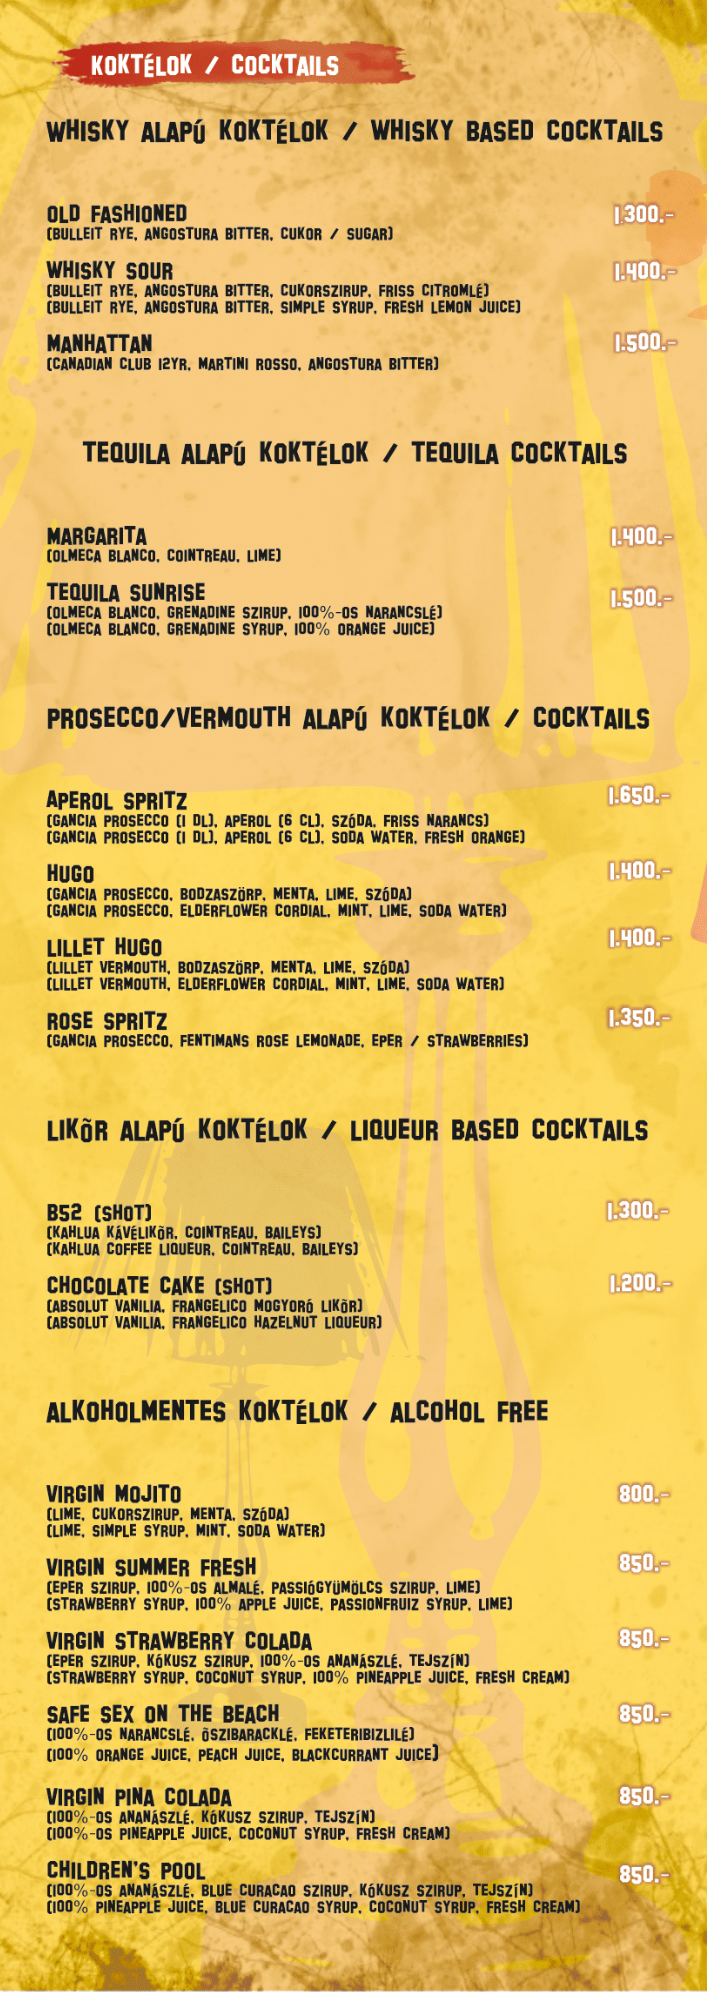 KOKTÉLOK / COCKTAILS
WHISKY ALAPÚ KOKTÉLOK / WHISKY BASED COCKTAILS
OLD FASHIONED 1.300.-
(BULLEIT RYE, ANGOSTURA BITTER, CUKOR / SUGAR)
WHISKY SOUR 1.400.-
(BULLEIT RYE, ANGOSTURA BITTER, CUKORSZIRUP, FRISS CITROMLÉ)
(BULLEIT RYE, ANGOSTURA BITTER, SIMPLE SYRUP, FRESH LEMON JUICE)
MANHATTAN 1.500.-
(CANADIAN CLUB 12YR, MARTINI ROSSO, ANGOSTURA BITTER)
TEQUILA ALAPÚ KOKTÉLOK / TEQUILA COCKTAILS
MARGARITA 1.400.-
(OLMECA BLANCO, COINTREAU, LIME)
TEQUILA SUNRISE 1.500.-
(OLMECA BLANCO, GRENADINE SZIRUP, 100%-OS NARANCSLÉ)
(OLMECA BLANCO, GRENADINE SYRUP, 100% ORANGE JUICE)
PROSECCO/VERMOUTH ALAPÚ KOKTÉLOK / COCKTAILS
APEROL SPRITZ 1.650.-
(GANCIA PROSECCO (1 DL), APEROL (6 CL), SZÓDA, FRISS NARANCS)
(GANCIA PROSECCO (1 DL), APEROL (6 CL), SODA WATER, FRESH ORANGE)
HUGO 1.400.-
(GANCIA PROSECCO, BODZASZÖRP, MENTA, LIME, SZÓDA)
(GANCIA PROSECCO, ELDERFLOWER CORDIAL, MINT, LIME, SODA WATER)
LILLET HUGO 1.400.-
(LILLET VERMOUTH, BODZASZÖRP, MENTA, LIME, SZÓDA)
(LILLET VERMOUTH, ELDERFLOWER CORDIAL, MINT, LIME, SODA WATER)
ROSE SPRITZ 1.350.-
(GANCIA PROSECCO, FENTIMANS ROSE LEMONADE, EPER / STRAWBERRIES)
LIKÕR ALAPÚ KOKTÉLOK / LIQUEUR BASED COCKTAILS
B52 (SHOT) 1.300.-
(KAHLUA KÁVÉLIKÕR, COINTREAU, BAILEYS)
(KAHLUA COFFEE LIQUEUR, COINTREAU, BAILEYS)
CHOCOLATE CAKE (SHOT) 1.200.-
(ABSOLUT VANILIA, FRANGELICO MOGYORÓ LIKÕR)
(ABSOLUT VANILIA, FRANGELICO HAZELNUT LIQUEUR)
ALKOHOLMENTES KOKTÉLOK / ALCOHOL FREE
VIRGIN MOJITO 800.-
(LIME, CUKORSZIRUP, MENTA, SZÓDA)
(LIME, SIMPLE SYRUP, MINT, SODA WATER)
VIRGIN SUMMER FRESH 850.-
(EPER SZIRUP, 100%-OS ALMALÉ, PASSIÓGYÜMÖLCS SZIRUP, LIME)
(STRAWBERRY SYRUP, 100% APPLE JUICE, PASSIONFRUIZ SYRUP, LIME)
VIRGIN STRAWBERRY COLADA 850.-
(EPER SZIRUP, KÓKUSZ SZIRUP, 100%-OS ANANÁSZLÉ, TEJSZÍN)
(STRAWBERRY SYRUP, COCONUT SYRUP, 100% PINEAPPLE JUICE, FRESH CREAM)
SAFE SEX ON THE BEACH 850.-
(100%-OS NARANCSLÉ, ÕSZIBARACKLÉ, FEKETERIBIZLILÉ)
(100% ORANGE JUICE, PEACH JUICE, BLACKCURRANT JUICE)
VIRGIN PINA COLADA 850.-
(100%-OS ANANÁSZLÉ, KÓKUSZ SZIRUP, TEJSZÍN)
(100%-OS PINEAPPLE JUICE, COCONUT SYRUP, FRESH CREAM)
CHILDREN'S POOL 850.-
(100%-OS ANANÁSZLÉ, BLUE CURACAO SZIRUP, KÓKUSZ SZIRUP, TEJSZÍN)
(100% PINEAPPLE JUICE, BLUE CURACAO SYRUP, COCONUT SYRUP, FRESH CREAM)